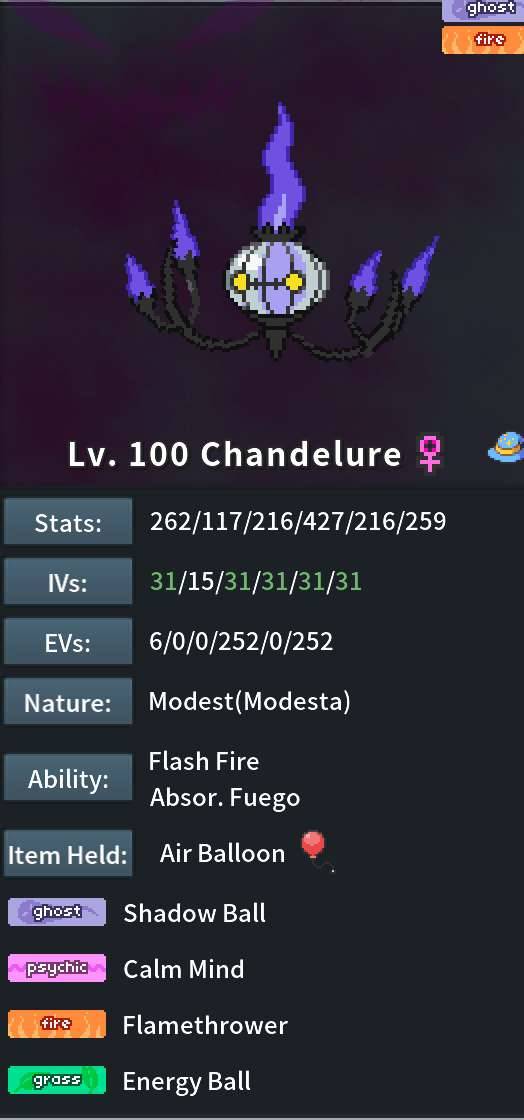 ghost
fire
Lv. 100 Chandelure ♀
Stats: 262/117/216/427/216/259
IVs: 31/15/31/31/31/31
EVs: 6/0/0/252/0/252
Nature: Modest(Modesta)
Ability: Flash Fire
Absor. Fuego
Item Held: Air Balloon
ghost Shadow Ball
psychic Calm Mind
fire Flamethrower
grass Energy Ball